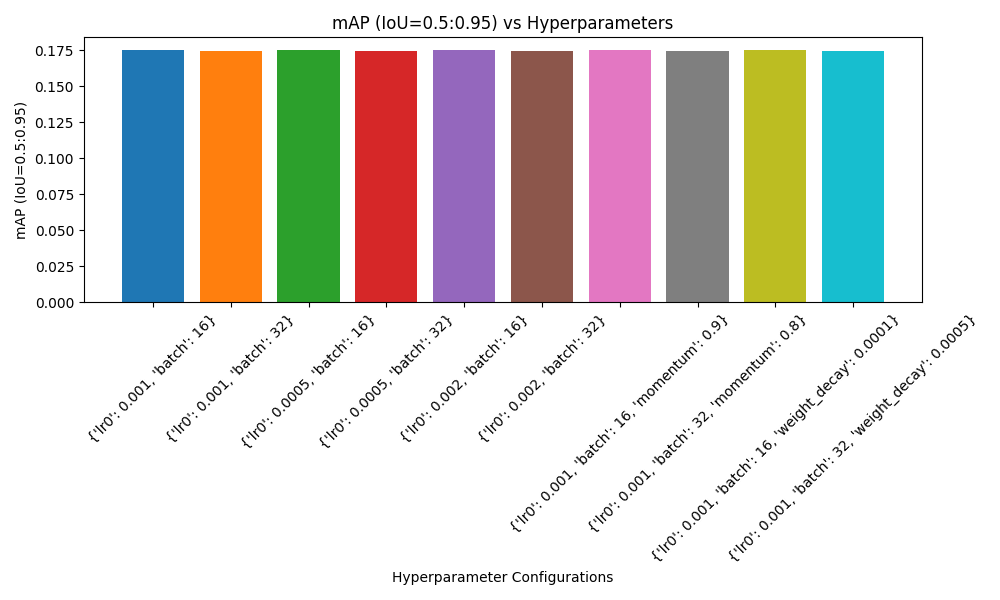 mAP (IoU=0.5:0.95) vs Hyperparameters
mAP (IoU=0.5:0.95)
0.175
0.150
0.125
0.100
0.075
0.050
0.025
0.000
{'lr0': 0.001, 'batch': 16}
{'lr0': 0.001, 'batch': 32}
{'lr0': 0.0005, 'batch': 16}
{'lr0': 0.0005, 'batch': 32}
{'lr0': 0.002, 'batch': 16}
{'lr0': 0.002, 'batch': 32}
{'lr0': 0.001, 'batch': 16, 'momentum': 0.9}
{'lr0': 0.001, 'batch': 32, 'momentum': 0.8}
{'lr0': 0.001, 'batch': 16, 'weight_decay': 0.0001}
{'lr0': 0.001, 'batch': 32, 'weight_decay': 0.0005}
Hyperparameter Configurations